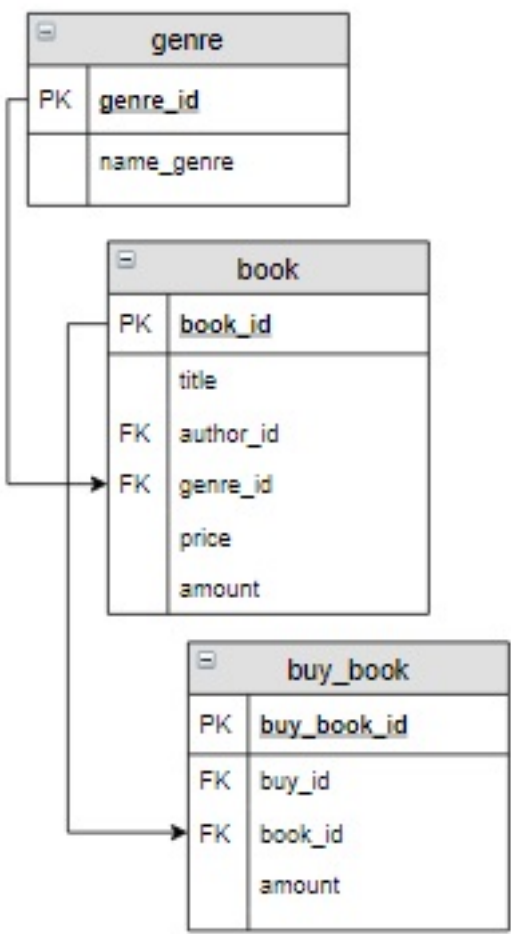 genre
PK genre_id
name_genre
book
PK book_id
title
FK author_id
FK genre_id
price
amount
buy_book
PK buy_book_id
FK buy_id
FK book_id
amount